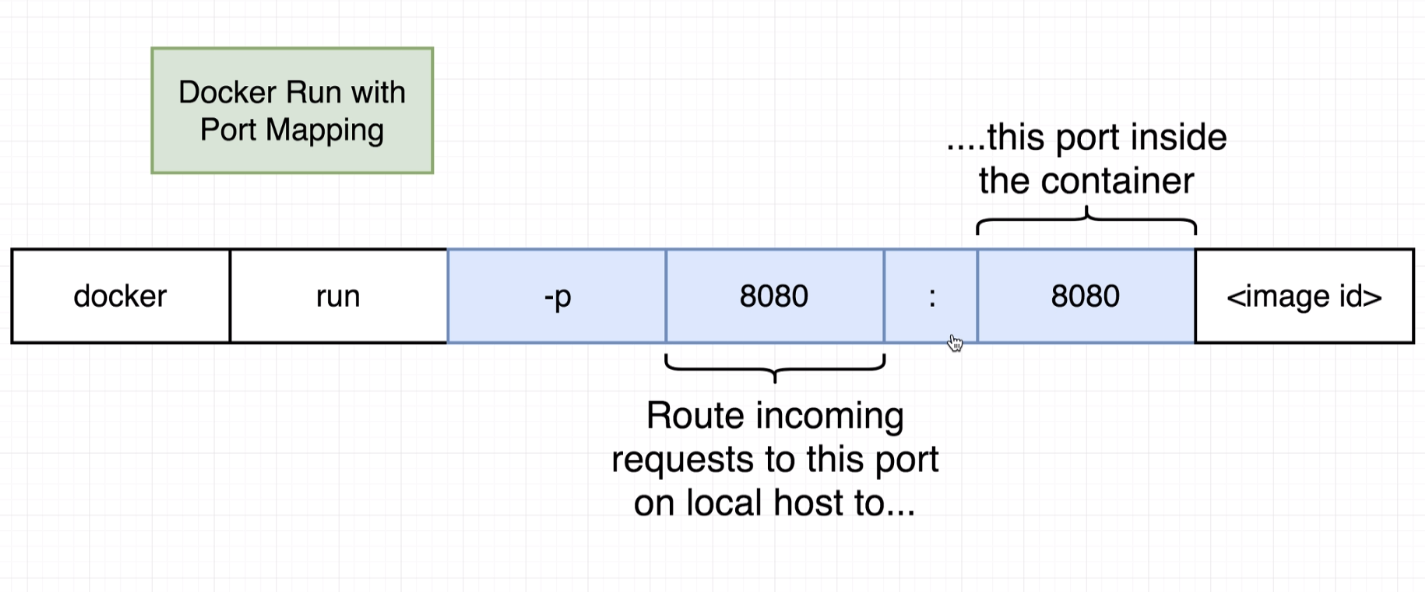 Docker Run with
Port Mapping
....this port inside
the container
docker run -p 8080 : 8080 <image id>
Route incoming
requests to this port
on local host to...